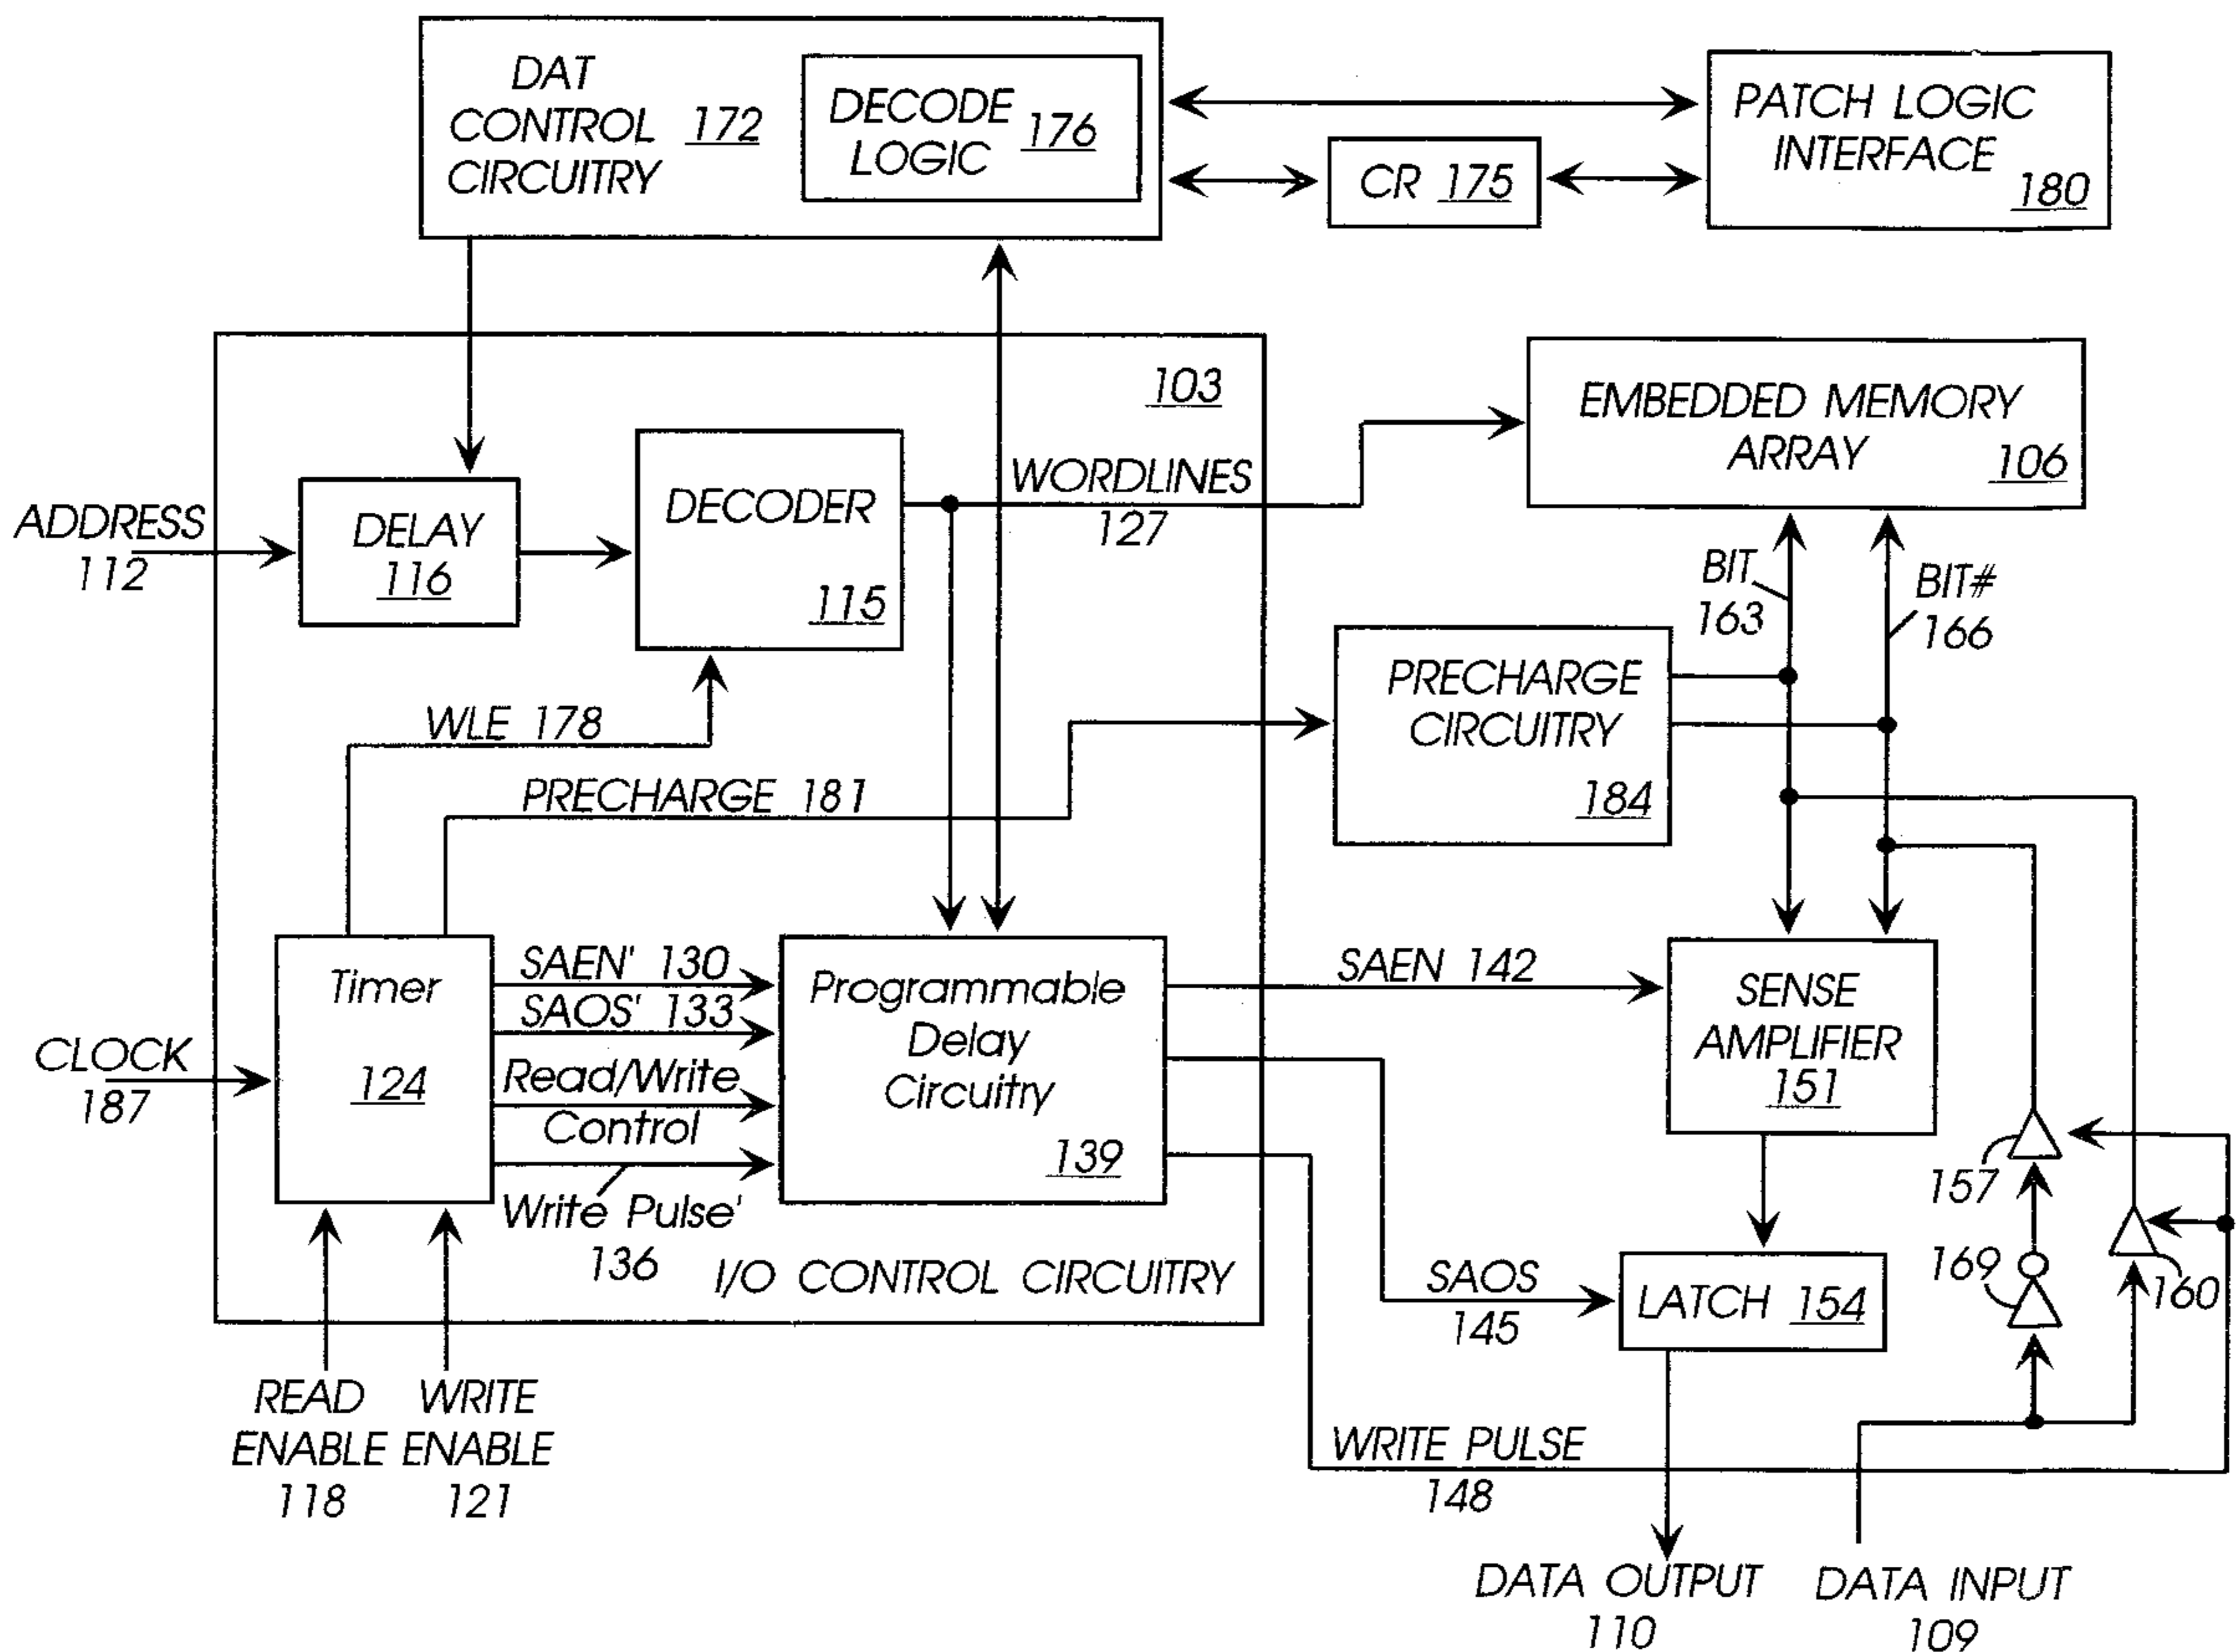 DAT
CONTROL 172
CIRCUITRY
DECODE
LOGIC 176
PATCH LOGIC
INTERFACE
180
CR 175
103
EMBEDDED MEMORY
ARRAY
106
ADDRESS
112
DELAY
116
DECODER
115
WORDLINES
127
BIT
163
BIT#
166
PRECHARGE
CIRCUITRY
184
WLE 178
PRECHARGE 181
Timer
124
SAEN' 130
SAOS' 133
Read/Write
Control
Write Pulse'
136
Programmable
Delay
Circuitry
139
SAEN 142
SENSE
AMPLIFIER
151
CLOCK
187
157
169
160
I/O CONTROL CIRCUITRY
SAOS
145
LATCH 154
READ
ENABLE
118
WRITE
ENABLE
121
WRITE PULSE
148
DATA OUTPUT
110
DATA INPUT
109